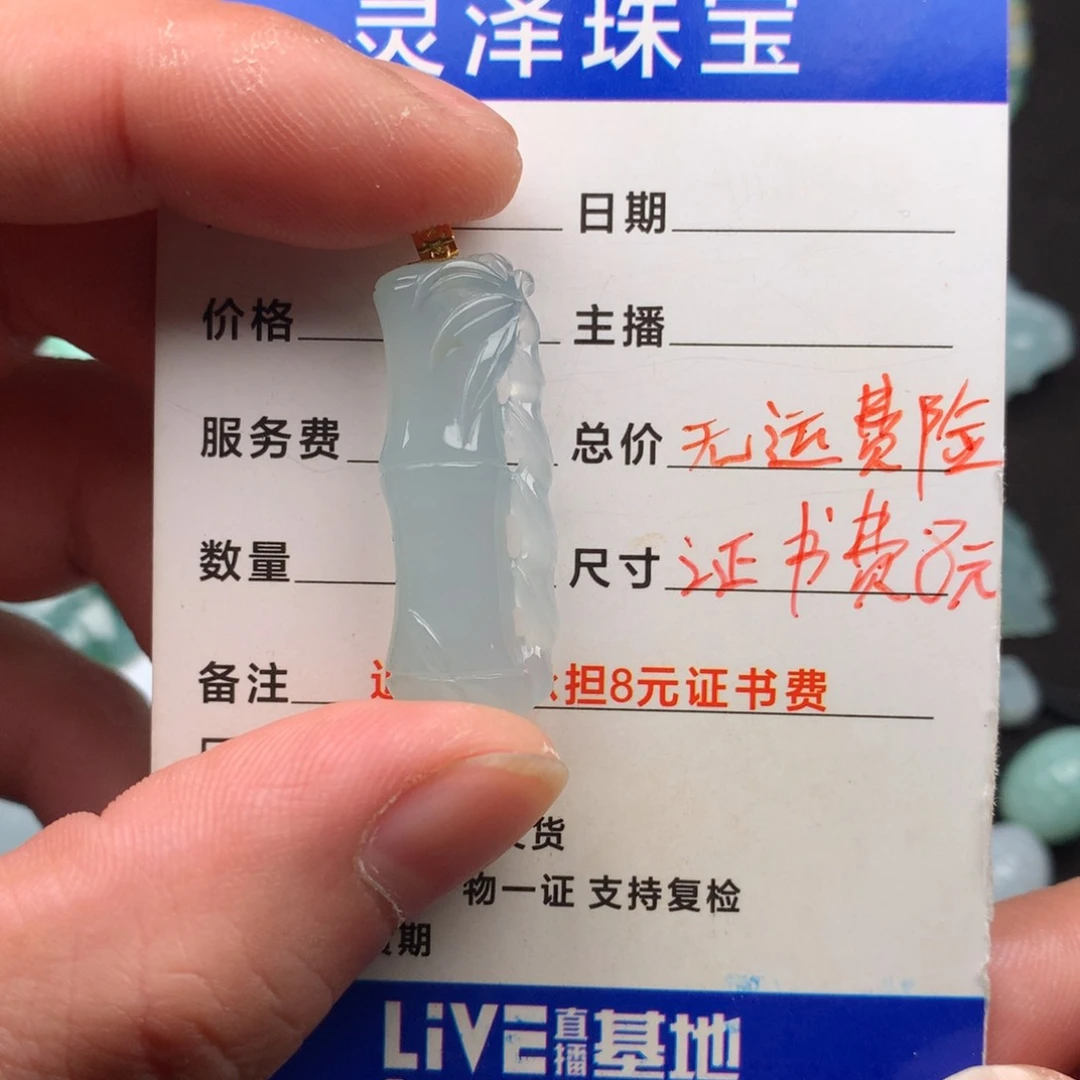 灵泽珠宝
日期
价格 主播
服务费 总价 无运费险
数量 尺寸 证书费8元
备注 担8元证书费
货
物一证 支持复检
期
LiVE直播基地